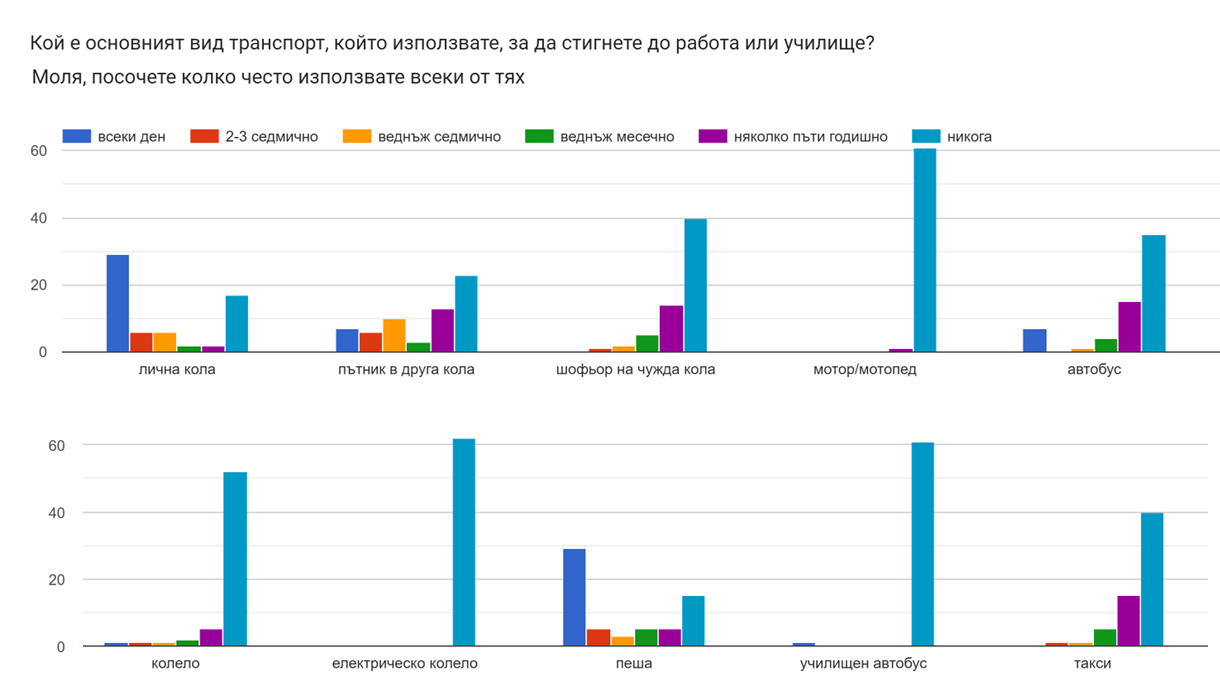 Кой е основният вид транспорт, който използвате, за да стигнете до работа или училище?
Моля, посочете колко често използвате всеки от тях
всеки ден 2-3 седмично веднъж седмично веднъж месечно няколко пъти годишно никога
60
40
20
0
лична кола пътник в друга кола шофьор на чужда кола мотор/мотопед автобус
60
40
20
0
колело електрическо колело пеша училищен автобус такси